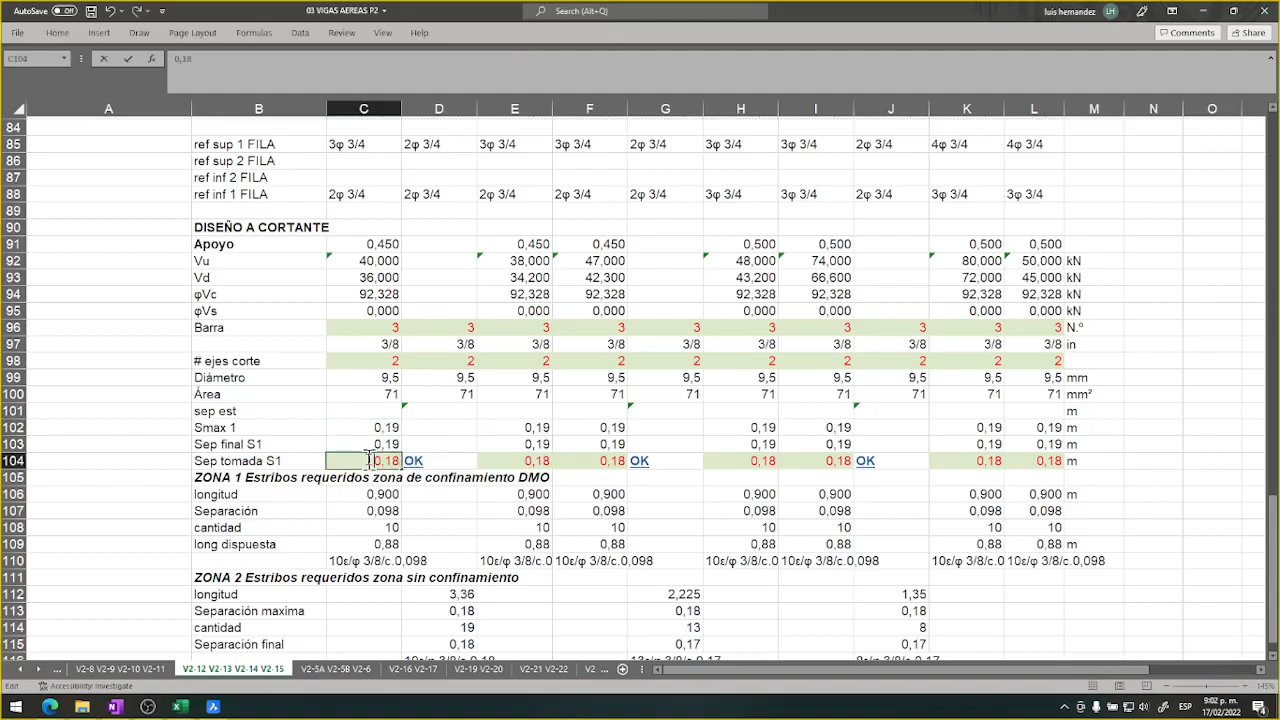 AutoSave Off 03 VIGAS AEREAS P2 Search (Alt+Q) luis hernandez LH
File Home Insert Draw Page Layout Formulas Data Review View Help Comments Share
C104 fx 0,18
A B C D E F G H I J K L M N O
84
85 ref sup 1 FILA 3φ 3/4 2φ 3/4 3φ 3/4 3φ 3/4 2φ 3/4 3φ 3/4 3φ 3/4 2φ 3/4 4φ 3/4 4φ 3/4
86 ref sup 2 FILA
87 ref inf 2 FILA
88 ref inf 1 FILA 2φ 3/4 2φ 3/4 2φ 3/4 2φ 3/4 2φ 3/4 3φ 3/4 3φ 3/4 2φ 3/4 3φ 3/4 3φ 3/4
89
90 DISEÑO A CORTANTE
91 Apoyo 0,450 0,450 0,450 0,500 0,500 0,500 0,500
92 Vu 40,000 38,000 47,000 48,000 74,000 80,000 50,000 kN
93 Vd 36,000 34,200 42,300 43,200 66,600 72,000 45,000 kN
94 φVc 92,328 92,328 92,328 92,328 92,328 92,328 92,328 kN
95 φVs 0,000 0,000 0,000 0,000 0,000 0,000 0,000 kN
96 Barra 3 3 3 3 3 3 3 3 3 3 N.º
97 3/8 3/8 3/8 3/8 3/8 3/8 3/8 3/8 3/8 3/8 in
98 # ejes corte 2 2 2 2 2 2 2 2 2 2
99 Diámetro 9,5 9,5 9,5 9,5 9,5 9,5 9,5 9,5 9,5 9,5 mm
100 Área 71 71 71 71 71 71 71 71 71 71 mm²
101 sep est m
102 Smax 1 0,19 0,19 0,19 0,19 0,19 0,19 0,19 m
103 Sep final S1 0,19 0,19 0,19 0,19 0,19 0,19 0,19 m
104 Sep tomada S1 0,18 OK 0,18 0,18 OK 0,18 0,18 OK 0,18 0,18 m
105 ZONA 1 Estribos requeridos zona de confinamiento DMO
106 longitud 0,900 0,900 0,900 0,900 0,900 0,900 0,900 m
107 Separación 0,098 0,098 0,098 0,098 0,098 0,098 0,098
108 cantidad 10 10 10 10 10 10 10
109 long dispuesta 0,88 0,88 0,88 0,88 0,88 0,88 0,88 m
110 10ε/φ 3/8/c.0,098 10ε/φ 3/8/c.0 10ε/φ 3/8/c.0,098 10ε/φ 3/8/c.0 10ε/φ 3/8/c.0,098 10ε/φ 3/8/c.0 10ε/φ 3/8/c.0,098
111 ZONA 2 Estribos requeridos zona sin confinamiento
112 longitud 3,36 2,225 1,35
113 Separación maxima 0,18 0,18 0,18
114 cantidad 19 13 8
115 Separación final 0,18 0,17 0,17
... V2-8 V2-9 V2-10 V2-11 V2-12 V2-13 V2-14 V2-15 V2-5A V2-5B V2-6 V2-16 V2-17 V2-19 V2-20 V2-21 V2-22 V2 ...
Edit Accessibility: Investigate 145%
ESP 9:02 p. m.
17/02/2022